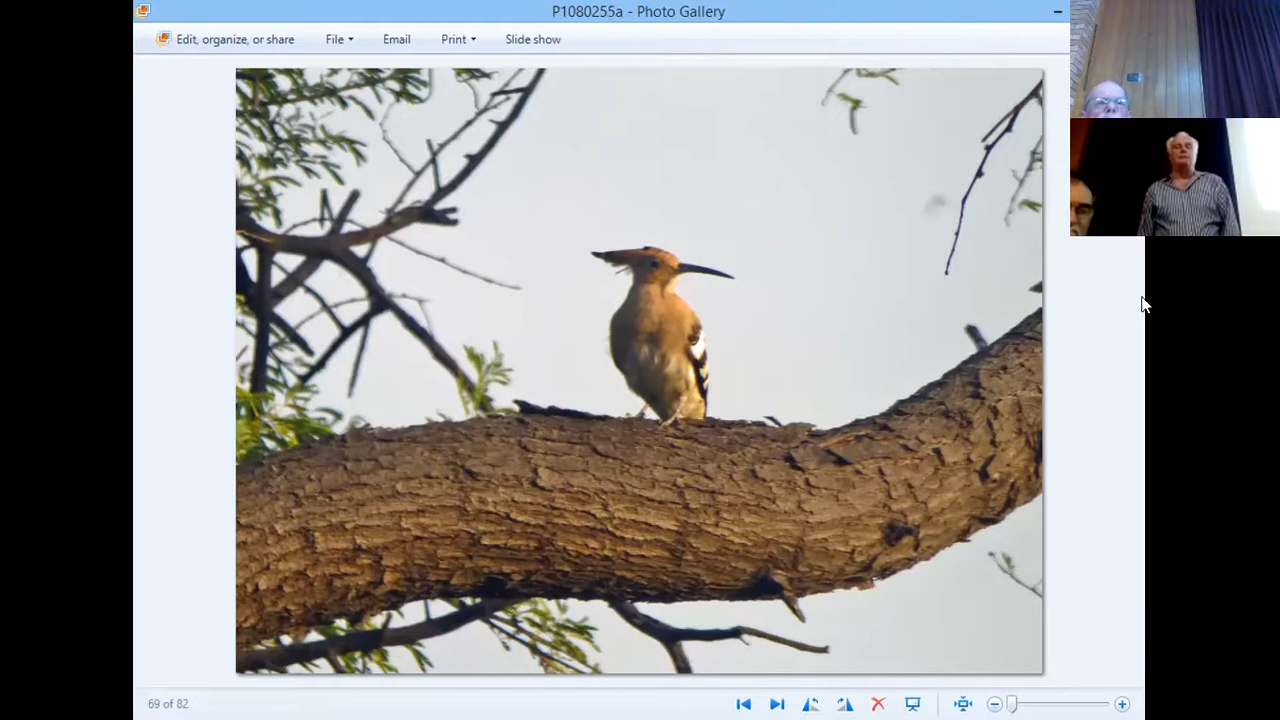 P1080255a - Photo Gallery
Edit, organize, or share File Email Print Slide show
69 of 82